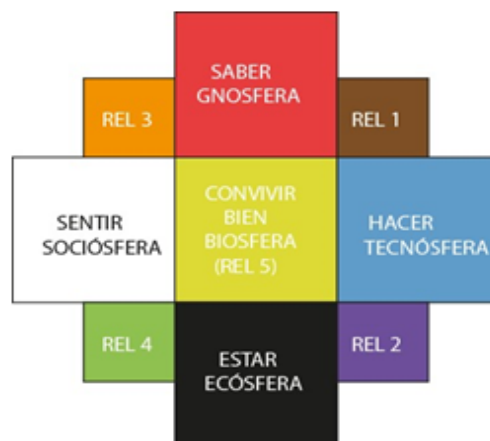 SABER
GNOSFERA
REL 3
REL 1
SENTIR
SOCIÓSFERA
CONVIVIR
BIEN
BIOSFERA
(REL 5)
HACER
TECNÓSFERA
REL 4
REL 2
ESTAR
ECÓSFERA